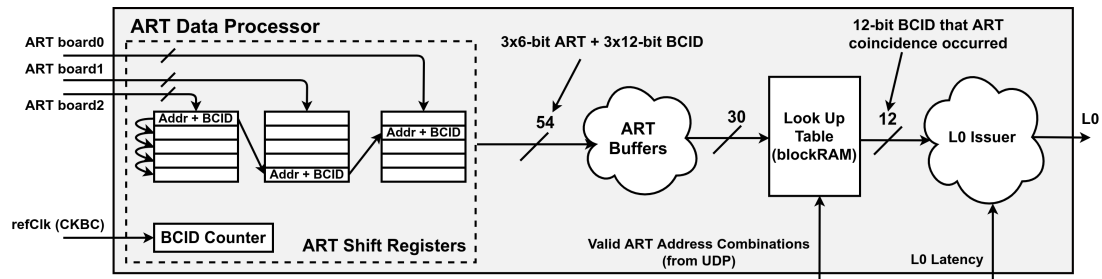 ART Data Processor
ART board0
ART board1
ART board2
Addr + BCID
Addr + BCID
Addr + BCID
refClk (CKBC)
BCID Counter
ART Shift Registers
3x6-bit ART + 3x12-bit BCID
54
ART
Buffers
30
Look Up
Table
(blockRAM)
12-bit BCID that ART
coincidence occurred
12
L0 Issuer
L0
Valid ART Address Combinations
(from UDP)
L0 Latency